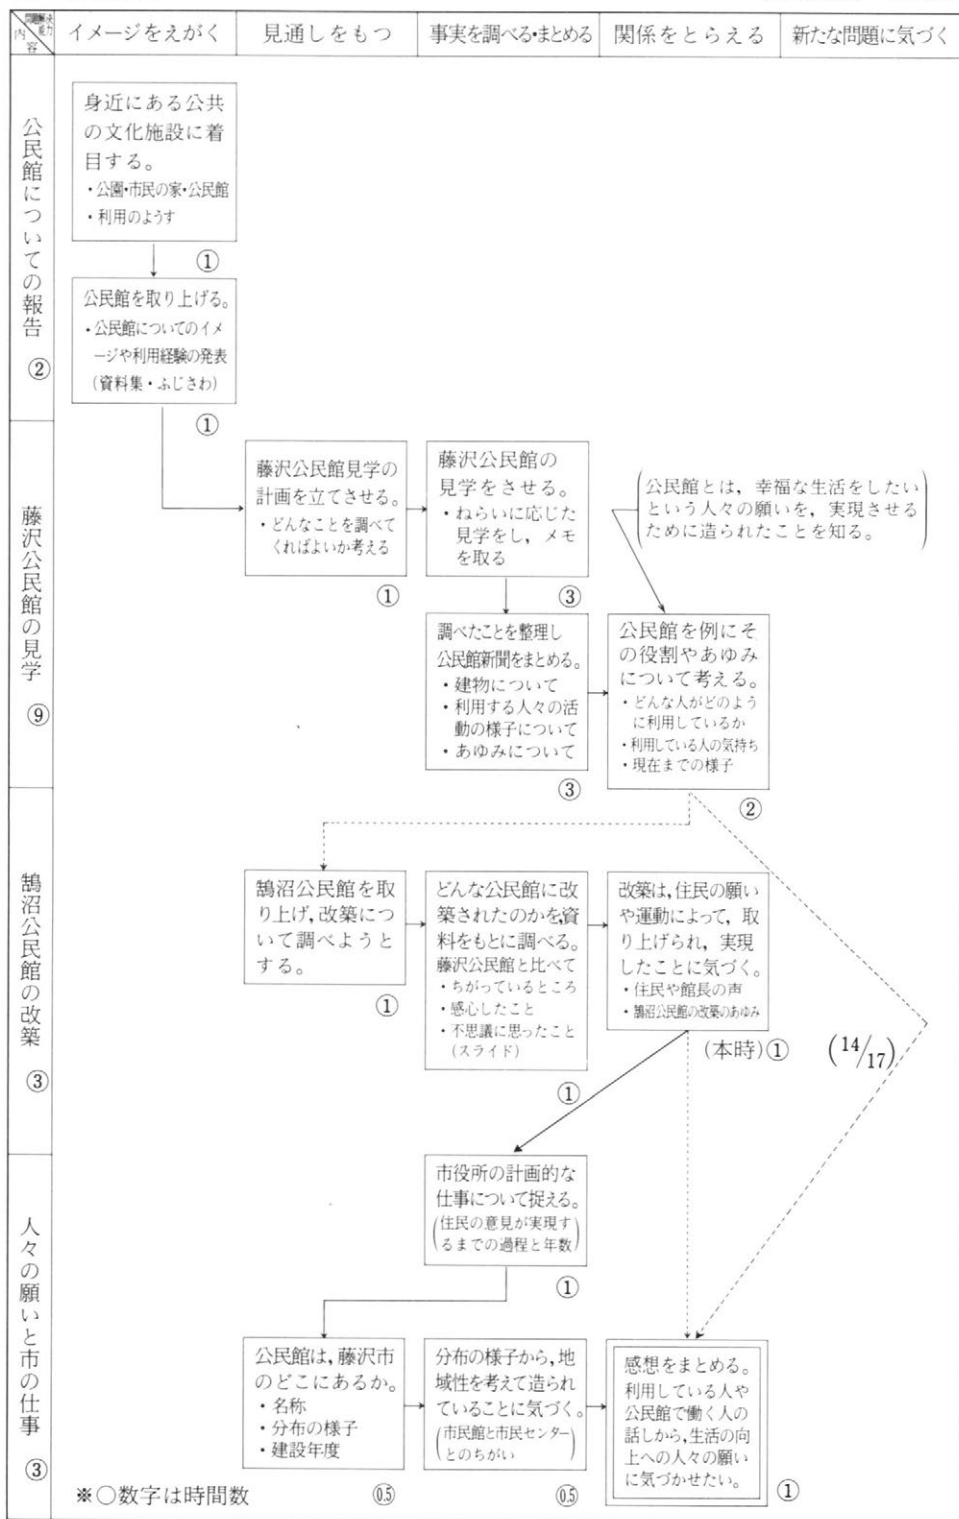 問題解決能力
内容
イメージをえがく
見通しをもつ
事実を調べる・まとめる
関係をとらえる
新たな問題に気づく
公民館についての報告
②
身近にある公共
の文化施設に着
目する。
・公園・市民の家・公民館
・利用のようす
①
公民館を取り上げる。
・公民館についてのイメ
ージや利用経験の発表
(資料集・ふじさわ)
①
藤沢公民館の見学
⑨
藤沢公民館見学の
計画を立てさせる。
・どんなことを調べて
くればよいか考える
①
藤沢公民館の
見学をさせる。
・ねらいに応じた
見学をし，メモ
を取る
③
公民館とは，幸福な生活をしたい
という人々の願いを，実現させる
ために造られたことを知る。
調べたことを整理し
公民館新聞をまとめる。
・建物について
・利用する人々の活
動の様子について
・あゆみについて
③
公民館を例にそ
の役割やあゆみ
について考える。
・どんな人がどのよう
に利用しているか
・利用している人の気持ち
・現在までの様子
②
鵠沼公民館の改築
③
鵠沼公民館を取
り上げ，改築につ
いて調べようと
する。
①
どんな公民館に改
築されたのかを，資
料をもとに調べる。
藤沢公民館と比べて
・ちがっているところ
・感心したこと
・不思議に思ったこと
(スライド)
①
改築は，住民の願い
や運動によって，取
り上げられ，実現
したことに気づく。
・住民や館長の声
・鵠沼公民館の改築のあゆみ
(本時)①
(14/17)
人々の願いと市の仕事
③
市役所の計画的な
仕事について捉える。
(住民の意見が実現す
るまでの過程と年数)
①
公民館は，藤沢市
のどこにあるか。
・名称
・分布の様子
・建設年度
0.5
分布の様子から，地
域性を考えて造られ
ていることに気づく。
(市民館と市民センター
とのちがい)
0.5
感想をまとめる。
利用している人や
公民館で働く人の
話しから，生活の向
上への人々の願い
に気づかせたい。
①
※○数字は時間数